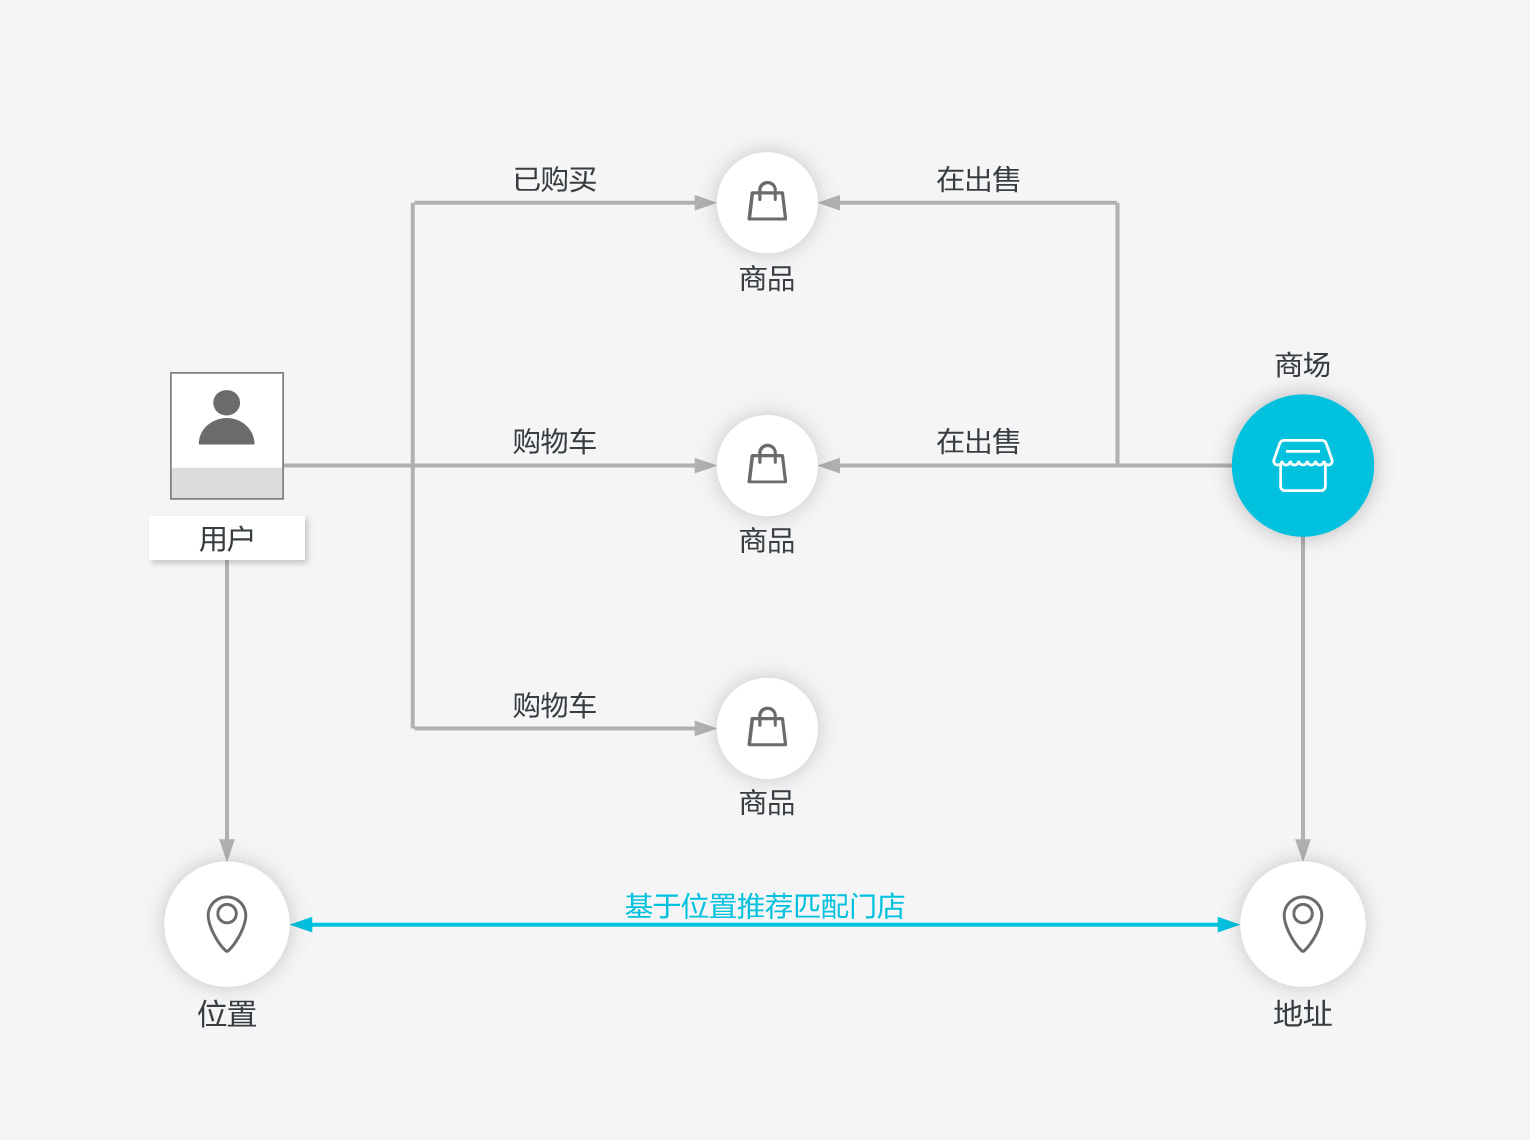 已购买
在出售
商品
商场
购物车
在出售
用户
商品
购物车
商品
基于位置推荐匹配门店
位置
地址